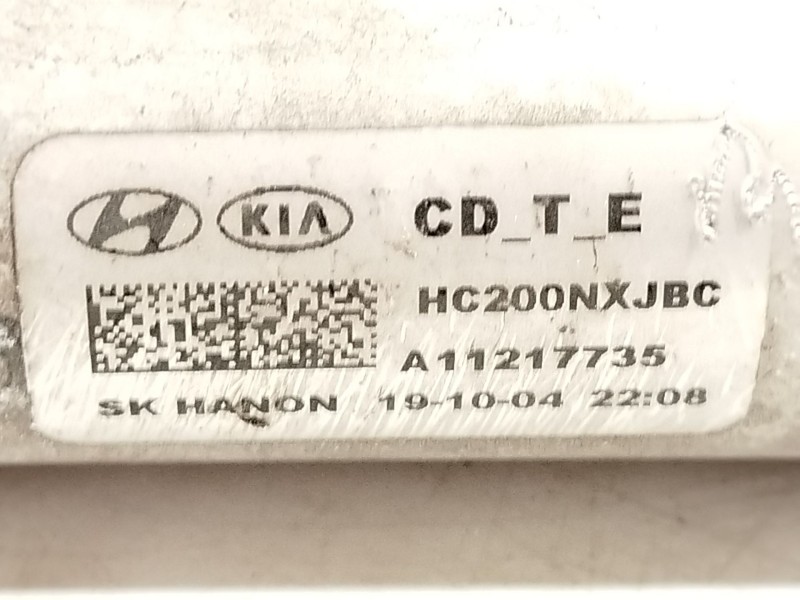 KIA CD_T_E
HC200NXJBC
A11217735
SK HANON 19-10-04 22:08